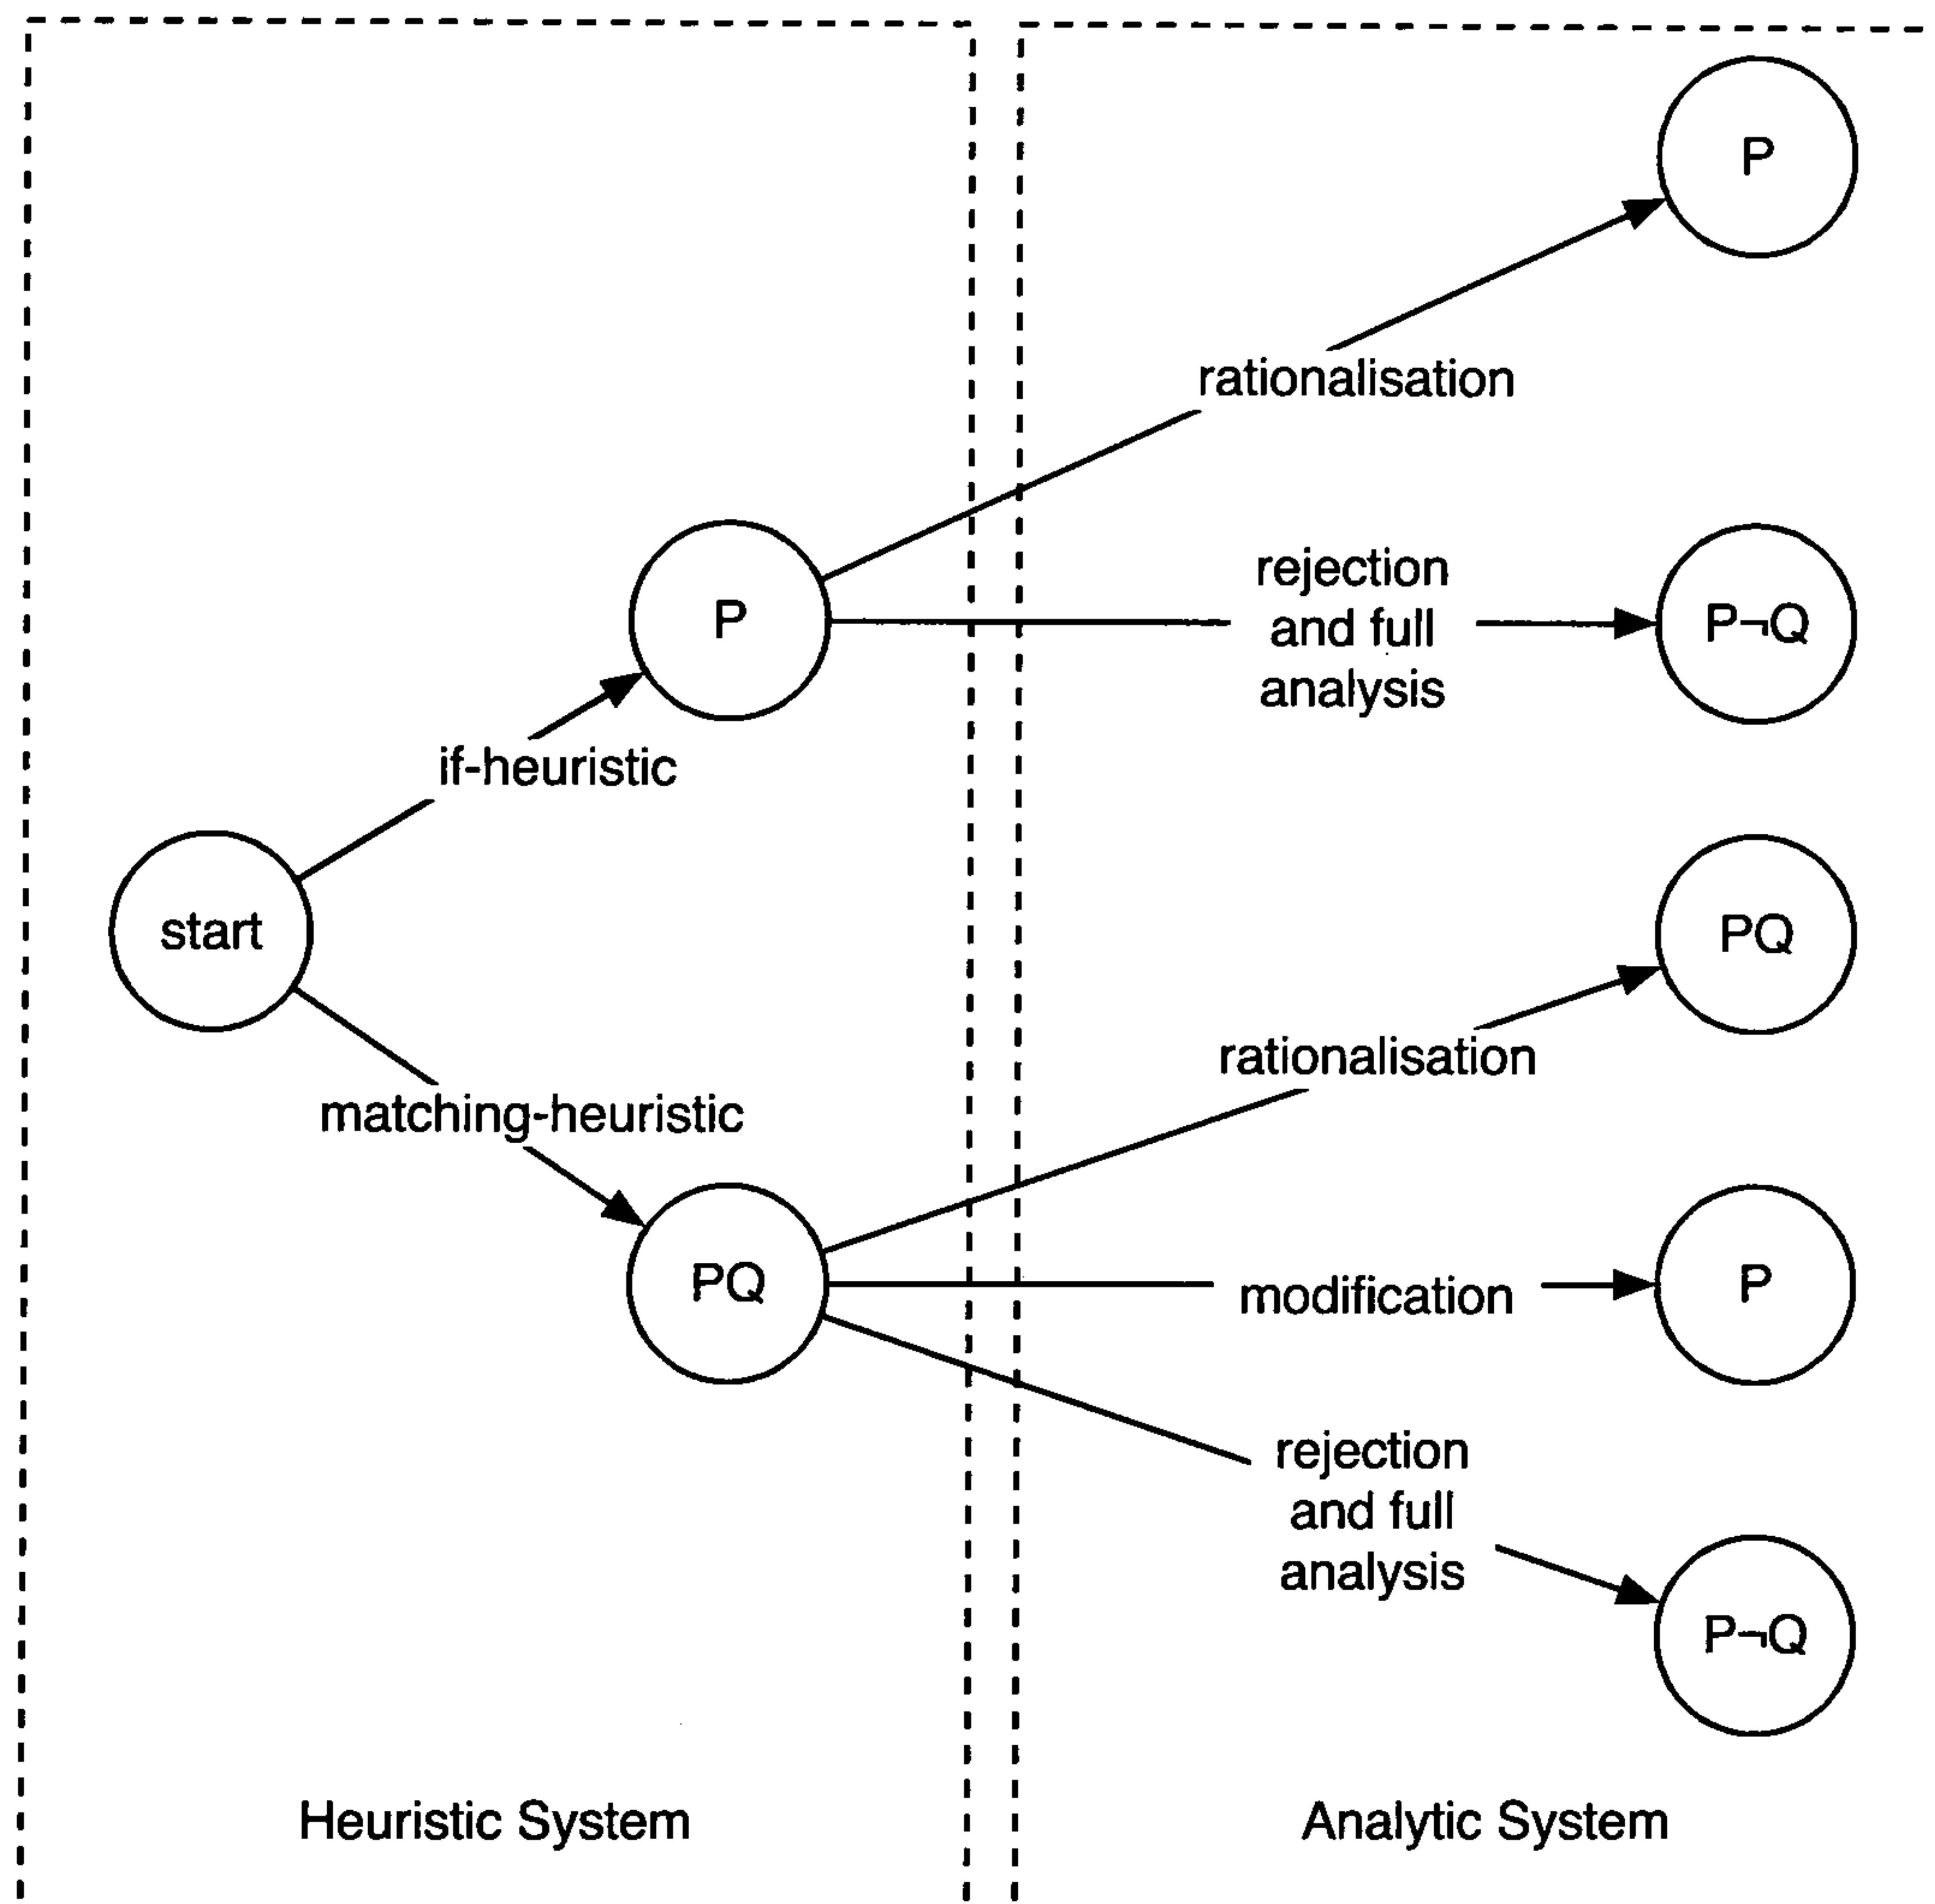 P
rationalisation
rejection
and full
analysis
P
P¬Q
if-heuristic
start
PQ
rationalisation
matching-heuristic
PQ
modification
P
rejection
and full
analysis
P¬Q
Heuristic System
Analytic System